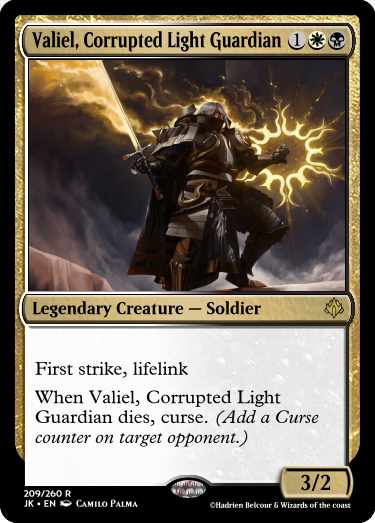 Valiel, Corrupted Light Guardian 1
Legendary Creature — Soldier
First strike, lifelink
When Valiel, Corrupted Light
Guardian dies, curse. (Add a Curse
counter on target opponent.)
3/2
209/260 R
JK • EN Camilo Palma
©Hadrien Belcour & Wizards of the coast